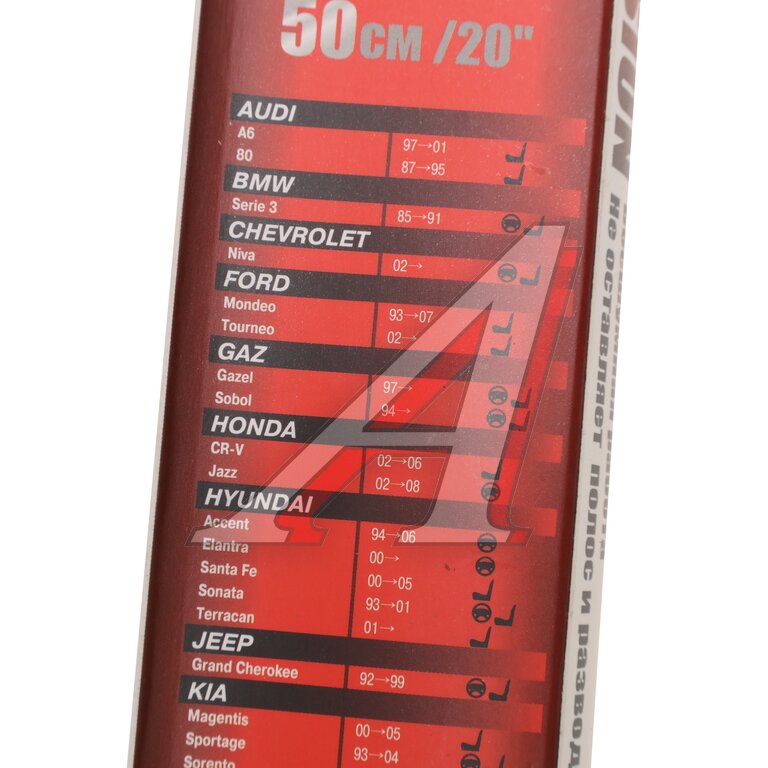 50СМ /20"
AUDI
A6 97→01
80 87→95
BMW
Serie 3 85→91
CHEVROLET
Niva 02→
FORD
Mondeo 93→07
Tourneo 02→
GAZ
Gazel 97→
Sobol 94→
HONDA
CR-V 02→06
Jazz 02→08
HYUNDAI
Accent 94→06
Elantra 00→
Santa Fe 00→05
Sonata 93→01
Terracan 01→
JEEP
Grand Cherokee 92→99
KIA
Magentis 00→05
Sportage 93→04
Sorento
не оставляет полос и развод